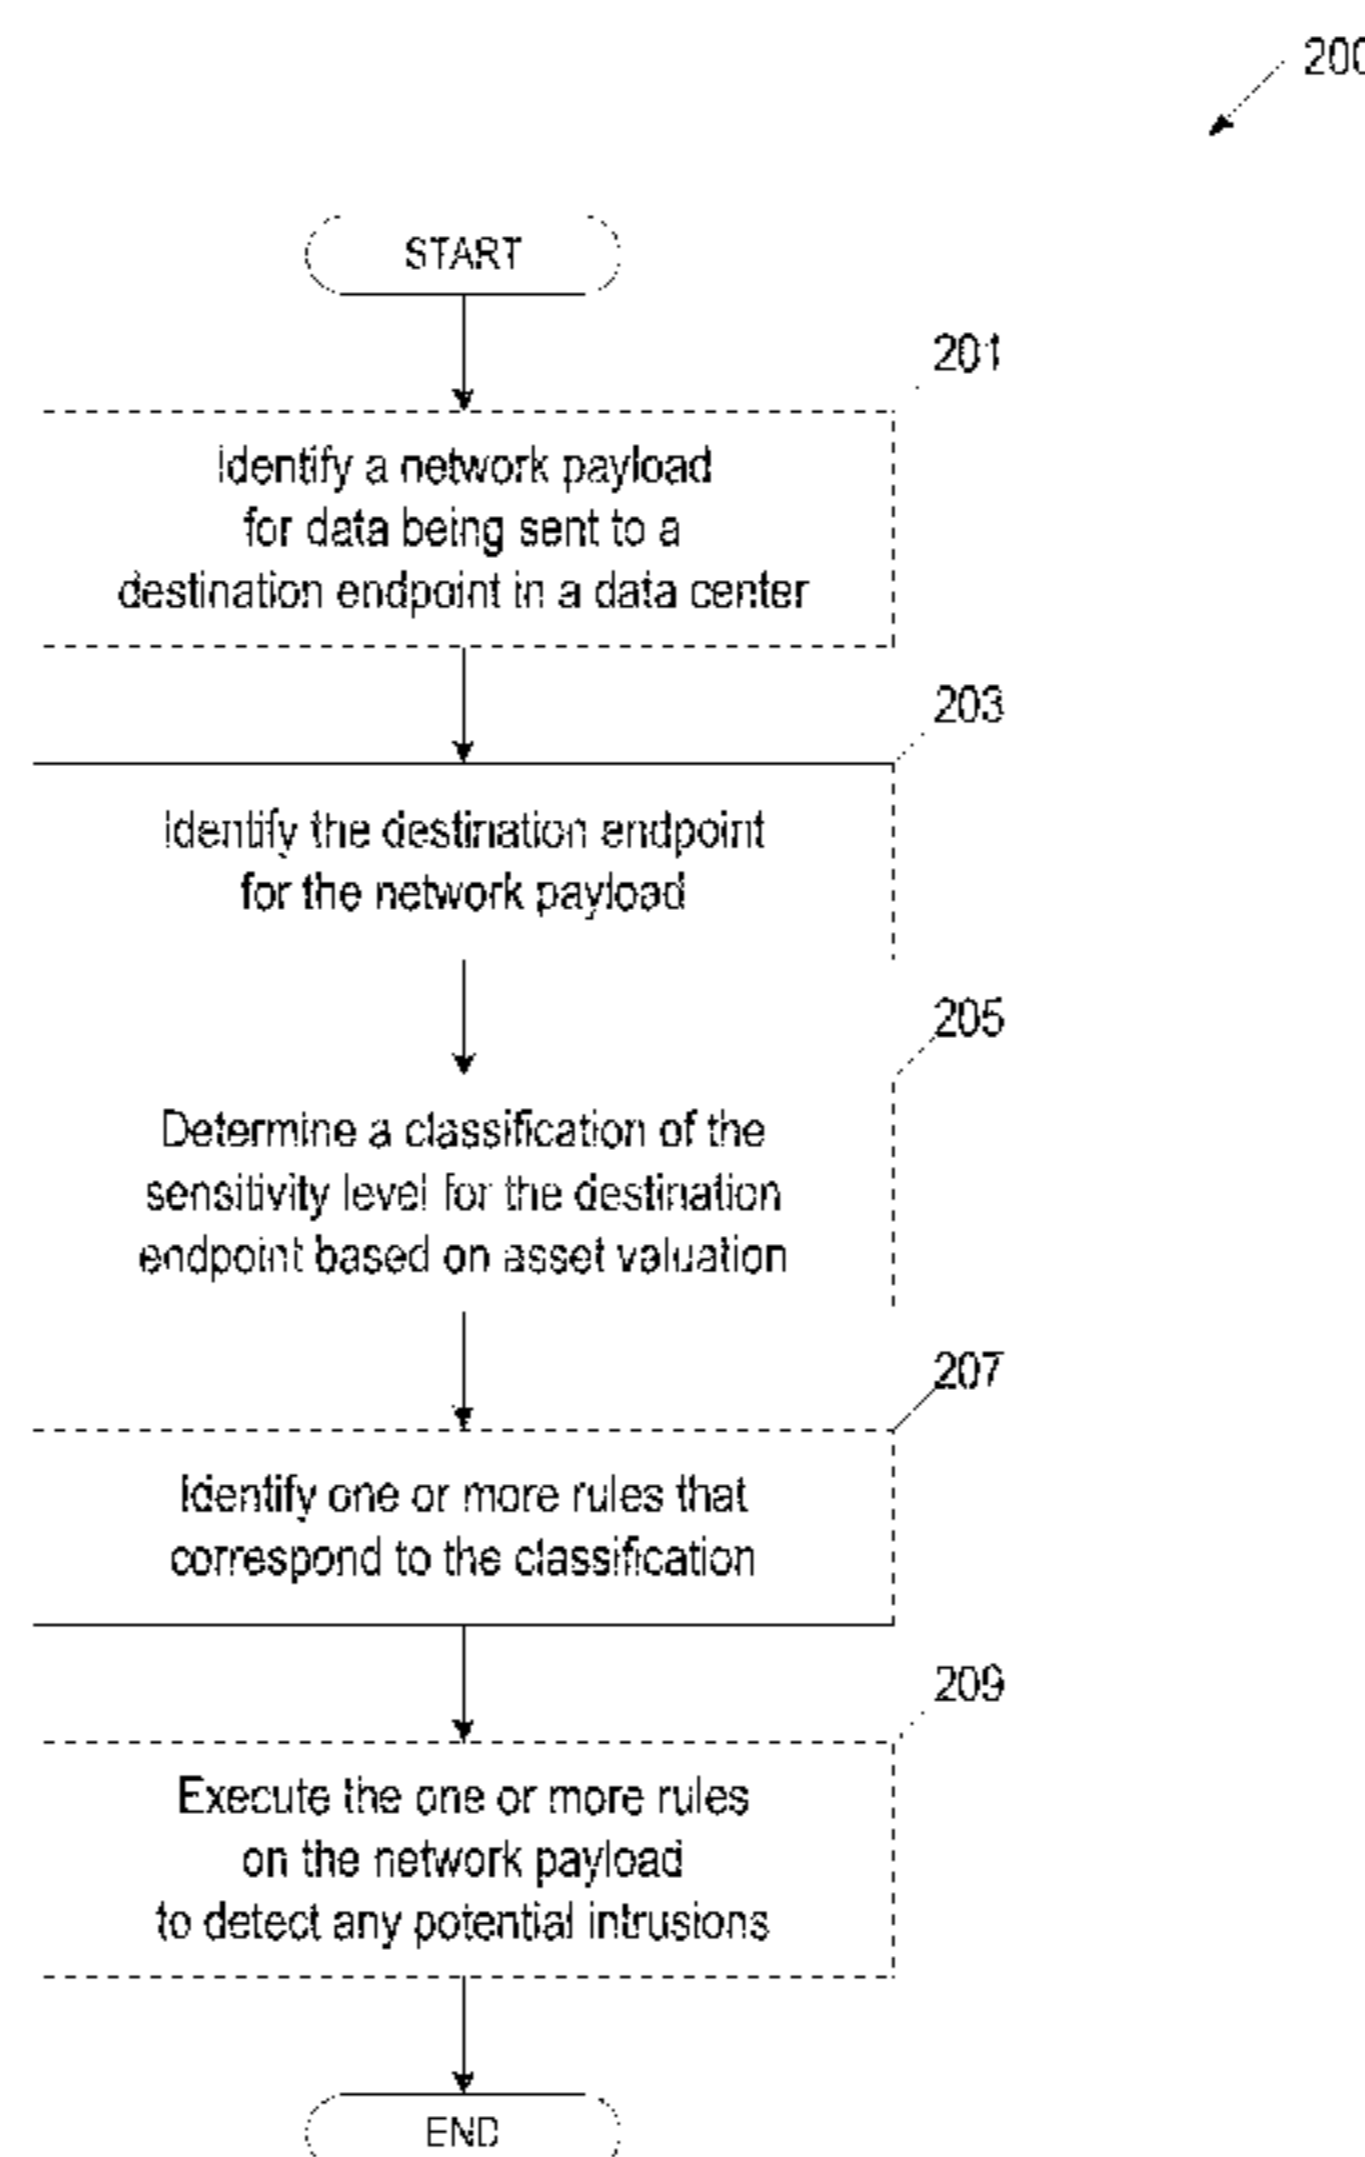 200
START
201
Identify a network payload
for data being sent to a
destination endpoint in a data center
203
Identify the destination endpoint
for the network payload
205
Determine a classification of the
sensitivity level for the destination
endpoint based on asset valuation
207
Identify one or more rules that
correspond to the classification
209
Execute the one or more rules
on the network payload
to detect any potential intrusions
END